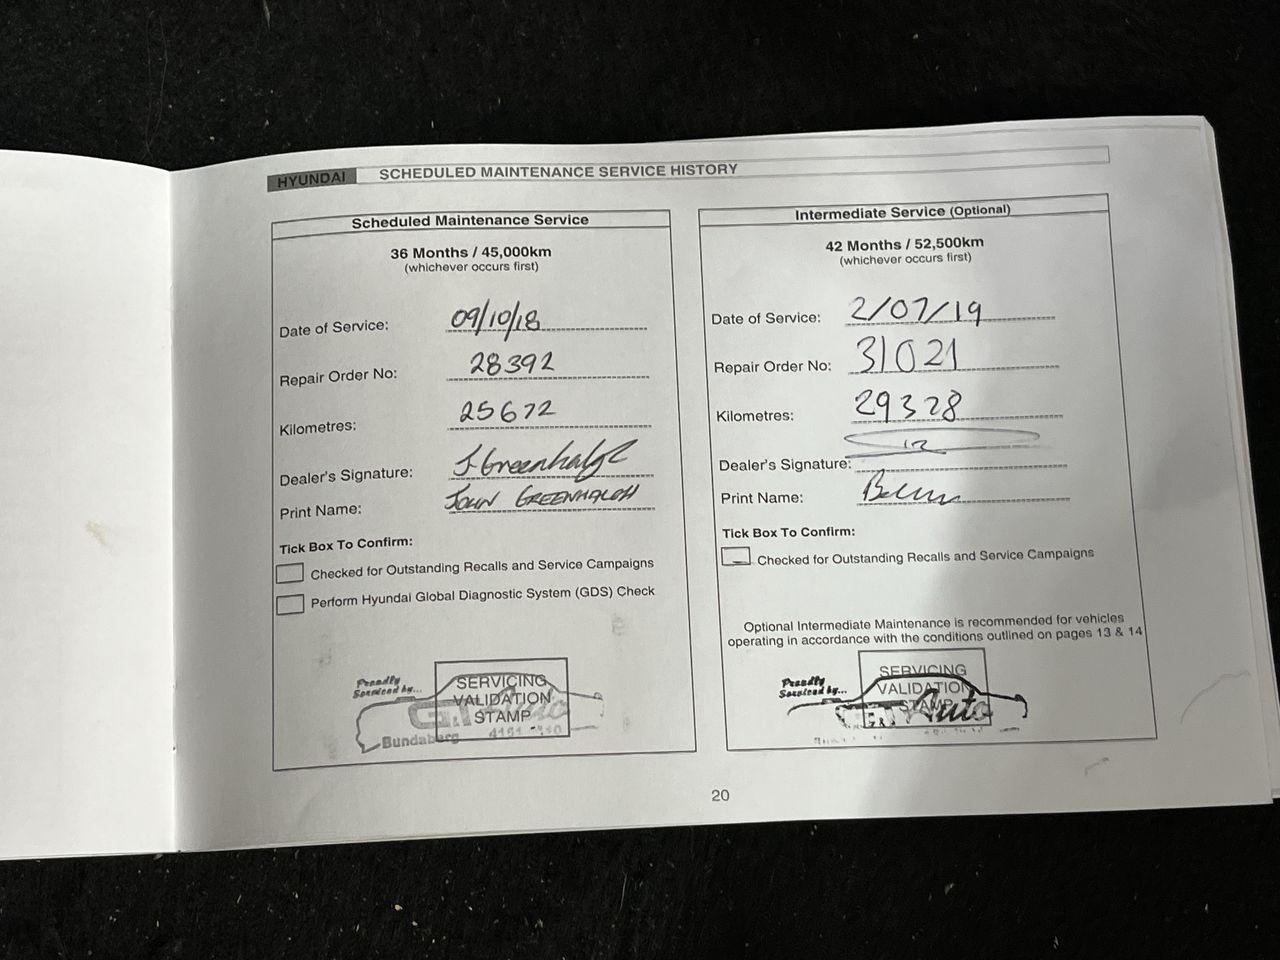 HYUNDAI SCHEDULED MAINTENANCE SERVICE HISTORY
Scheduled Maintenance Service
36 Months / 45,000km
(whichever occurs first)
Date of Service: 09/10/18
Repair Order No: 28392
Kilometres: 25672
Dealer's Signature: J. Greenhalgh
Print Name: JOHN GREENHALGH
Tick Box To Confirm:
Checked for Outstanding Recalls and Service Campaigns
Perform Hyundai Global Diagnostic System (GDS) Check
Proudly
Serviced by...
SERVICING
VALIDATION
STAMP
Auto
Bundaberg
Intermediate Service (Optional)
42 Months / 52,500km
(whichever occurs first)
Date of Service: 2/07/19
Repair Order No: 31021
Kilometres: 29328
Dealer's Signature:
Print Name:
Tick Box To Confirm:
Checked for Outstanding Recalls and Service Campaigns
Optional Intermediate Maintenance is recommended for vehicles
operating in accordance with the conditions outlined on pages 13 & 14
Proudly
Serviced by...
SERVICING
VALIDATION
STAMP
Auto
20